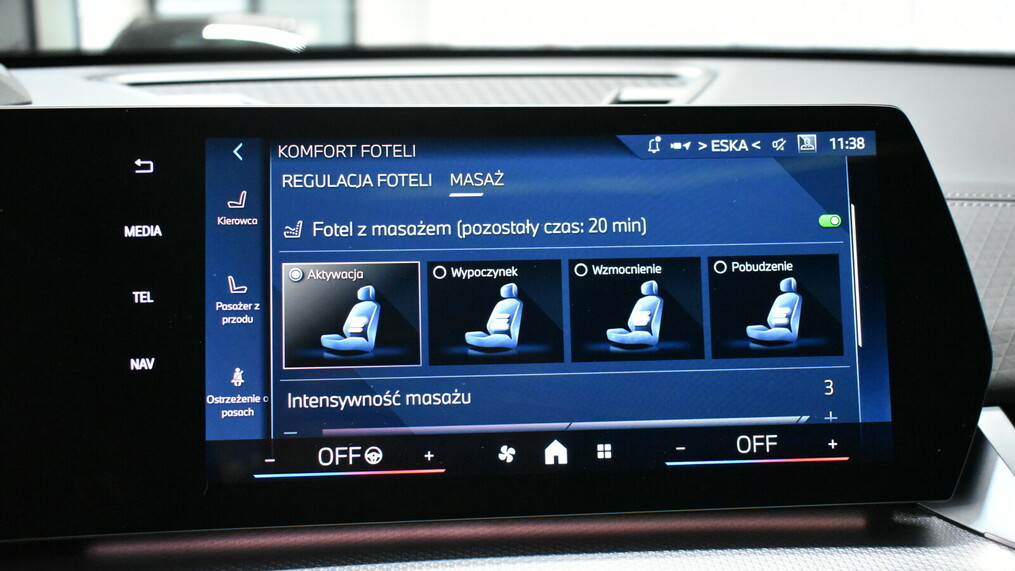 KOMFORT FOTELI
> ESKA <
11:38
REGULACJA FOTELI MASAŻ
MEDIA
TEL
NAV
Kierowca
Pasażer z
przodu
Ostrzeżenie o
pasach
Fotel z masażem (pozostały czas: 20 min)
Aktywacja
Wypoczynek
Wzmocnienie
Pobudzenie
Intensywność masażu
3
− +
− OFF +
− OFF +